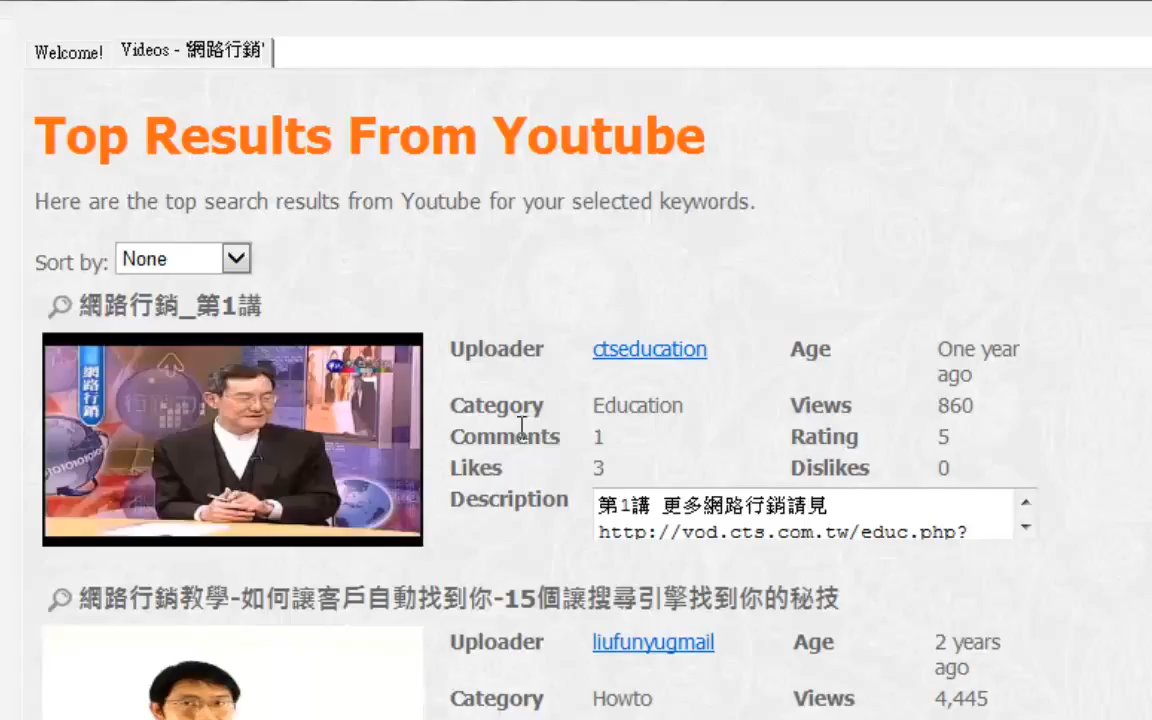 Welcome!
Videos - '網路行銷'
Top Results From Youtube
Here are the top search results from Youtube for your selected keywords.
Sort by: None
網路行銷_第1講
網路行銷
Uploader ctseducation Age One year
ago
Category Education Views 860
Comments 1 Rating 5
Likes 3 Dislikes 0
Description 第1講 更多網路行銷請見
http://vod.cts.com.tw/educ.php?
網路行銷教學-如何讓客戶自動找到你-15個讓搜尋引擎找到你的秘技
Uploader liufunyugmail Age 2 years
ago
Category Howto Views 4,445